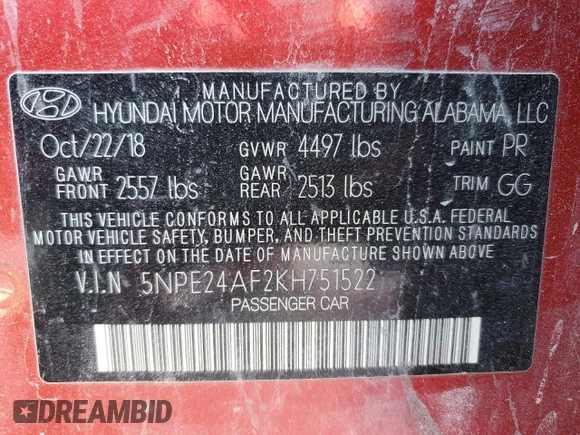 MANUFACTURED BY
HYUNDAI MOTOR MANUFACTURING ALABAMA, LLC
Oct/22/18 GVWR 4497 lbs PAINT PR
GAWR FRONT 2557 lbs GAWR REAR 2513 lbs TRIM GG
THIS VEHICLE CONFORMS TO ALL APPLICABLE U.S.A. FEDERAL
MOTOR VEHICLE SAFETY, BUMPER, AND THEFT PREVENTION STANDARDS
IN EFFECT ON THE DATE OF MANUFACTURE SHOWN ABOVE
V.I.N 5NPE24AF2KH751522
PASSENGER CAR
DREAMBID